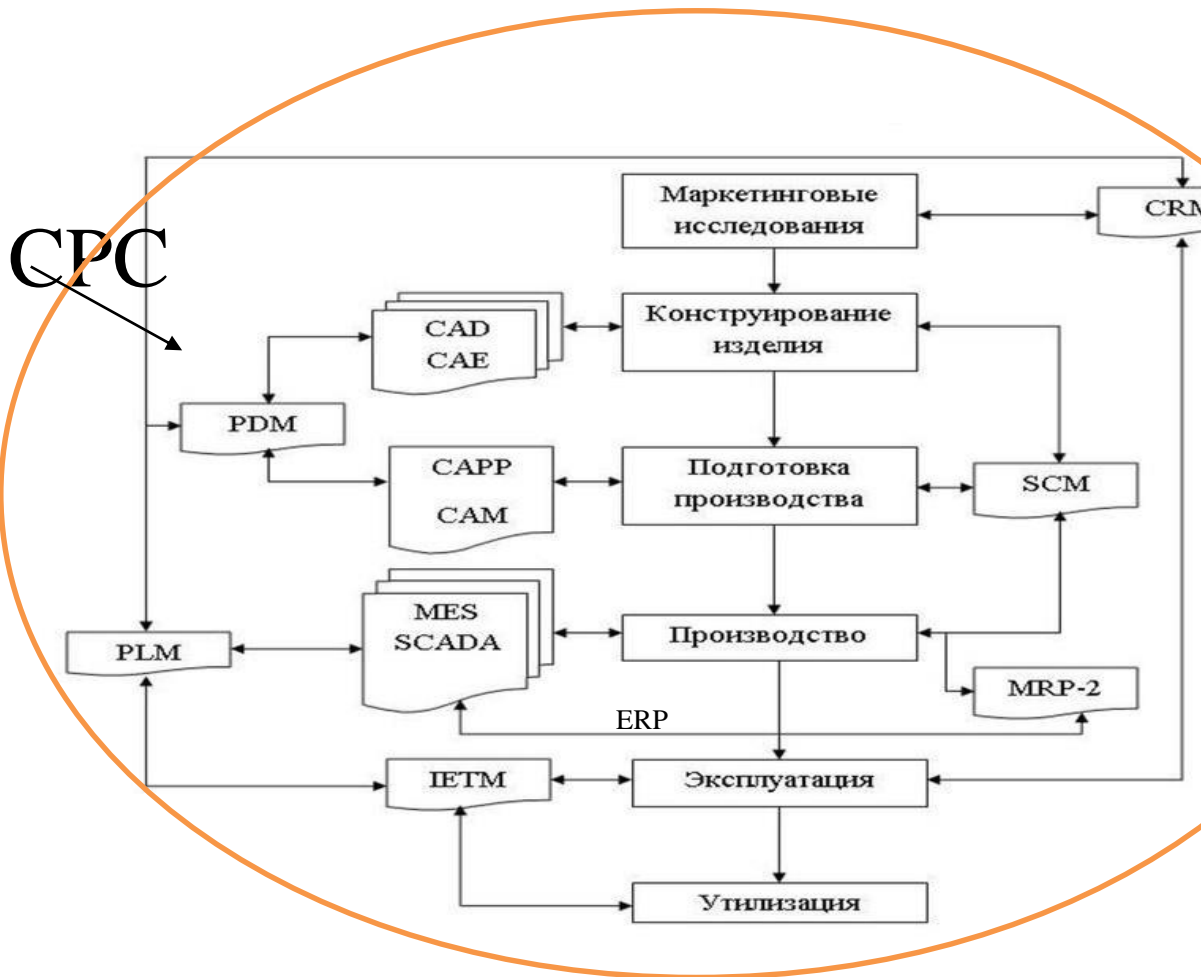 Маркетинговые
исследования
CRM
CPC
Конструирование
изделия
CAD
CAE
PDM
CAPP
CAM
Подготовка
производства
SCM
MES
SCADA
Производство
PLM
MRP-2
ERP
IETM
Эксплуатация
Утилизация